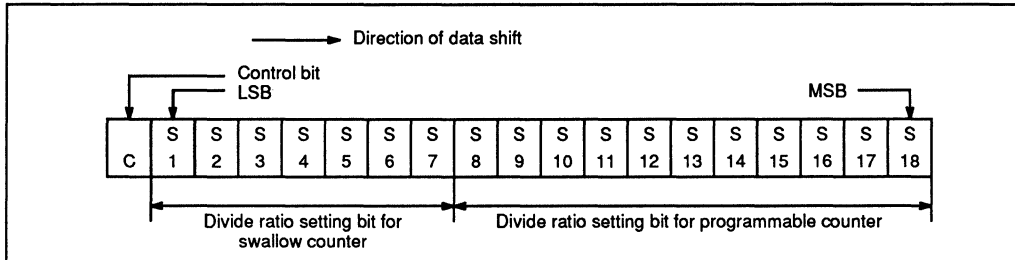 Direction of data shift
Control bit
LSB
MSB
C S 1 S 2 S 3 S 4 S 5 S 6 S 7 S 8 S 9 S 10 S 11 S 12 S 13 S 14 S 15 S 16 S 17 S 18
Divide ratio setting bit for
swallow counter
Divide ratio setting bit for programmable counter